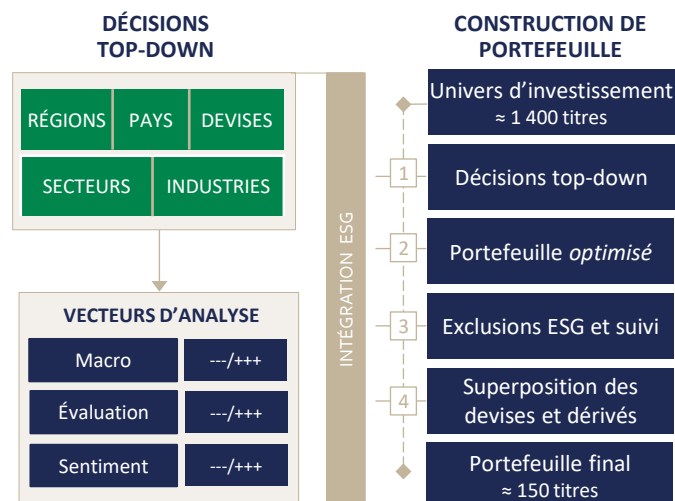 DÉCISIONS
TOP-DOWN
RÉGIONS
PAYS
DEVISES
SECTEURS
INDUSTRIES
VECTEURS D’ANALYSE
Macro
---/+++
Évaluation
---/+++
Sentiment
---/+++
INTÉGRATION ESG
CONSTRUCTION DE
PORTEFEUILLE
Univers d’investissement
≈ 1 400 titres
1
Décisions top-down
2
Portefeuille optimisé
3
Exclusions ESG et suivi
4
Superposition des
devises et dérivés
Portefeuille final
≈ 150 titres